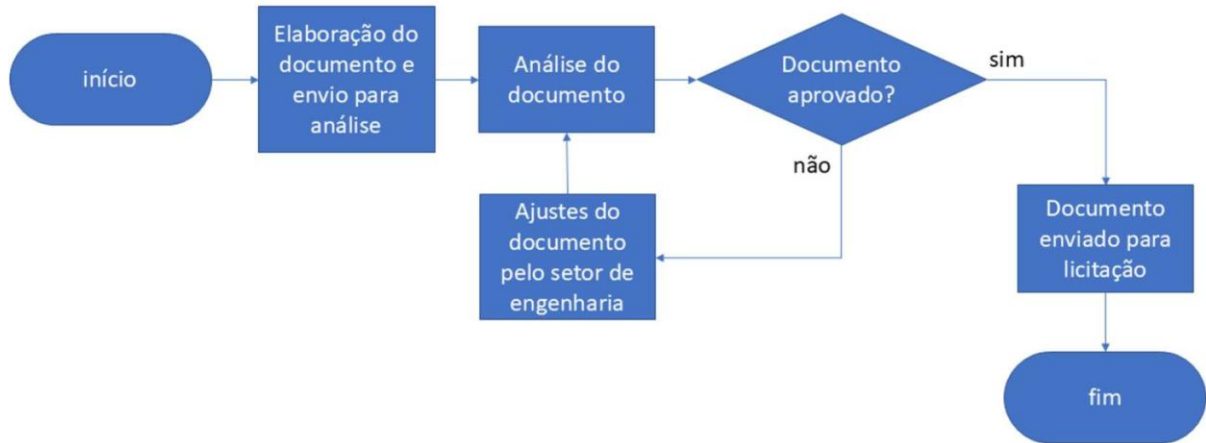 início
Elaboração do
documento e
envio para
análise
Análise do
documento
Documento
aprovado?
sim
não
Ajustes do
documento
pelo setor de
engenharia
Documento
enviado para
licitação
fim